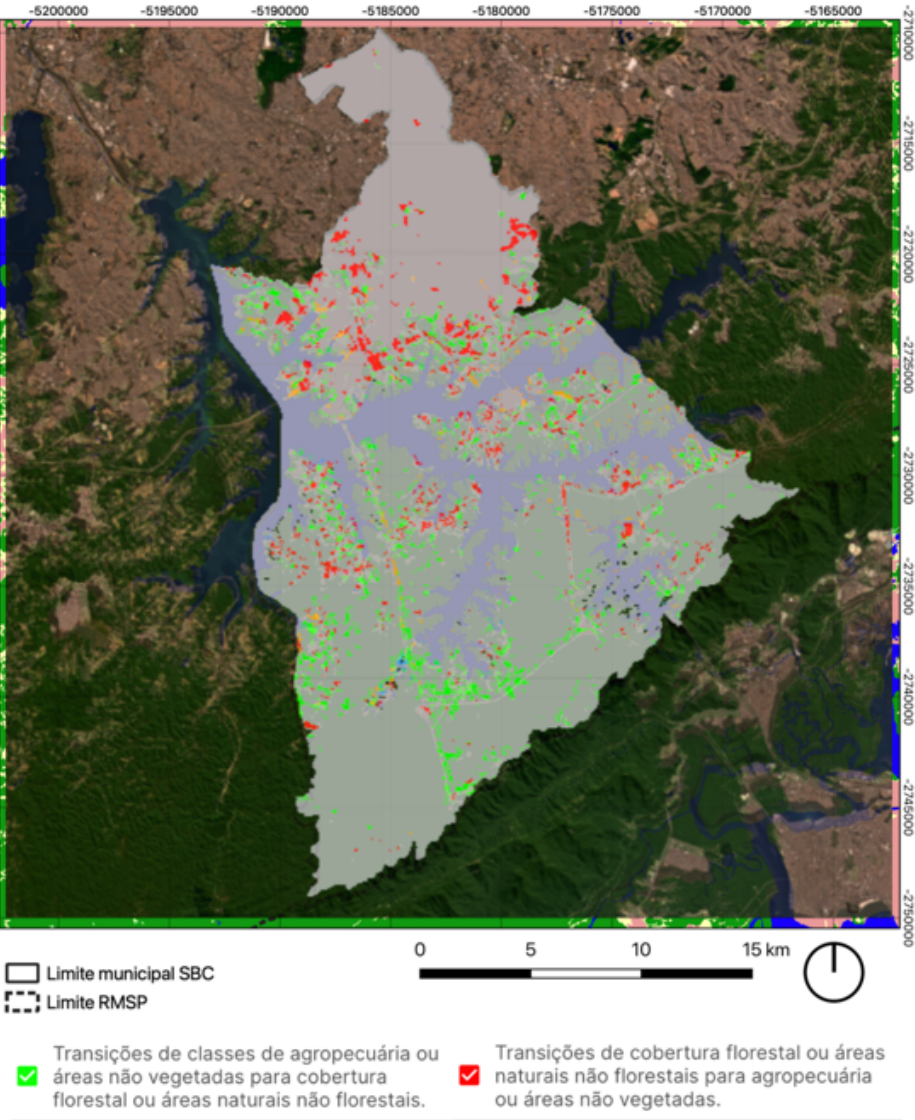 -5200000 -5195000 -5190000 -5185000 -5180000 -5175000 -5170000 -5165000
-2710000
-2715000
-2720000
-2725000
-2730000
-2735000
-2740000
-2745000
-2750000
0 5 10 15 km
Limite municipal SBC
Limite RMSP
Transições de classes de agropecuária ou
áreas não vegetadas para cobertura
florestal ou áreas naturais não florestais.
Transições de cobertura florestal ou áreas
naturais não florestais para agropecuária
ou áreas não vegetadas.